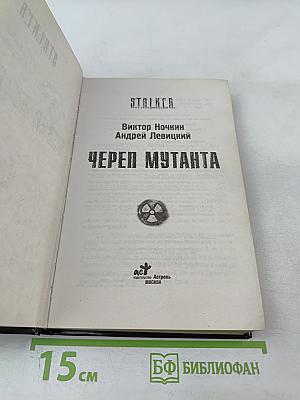 S.T.A.L.K.E.R.
Виктор Ночкин
Андрей Левицкий
ЧЕРЕП МУТАНТА
аст
издательство Астрель
МОСКВА
15 см
БФ БИБЛИОФАН